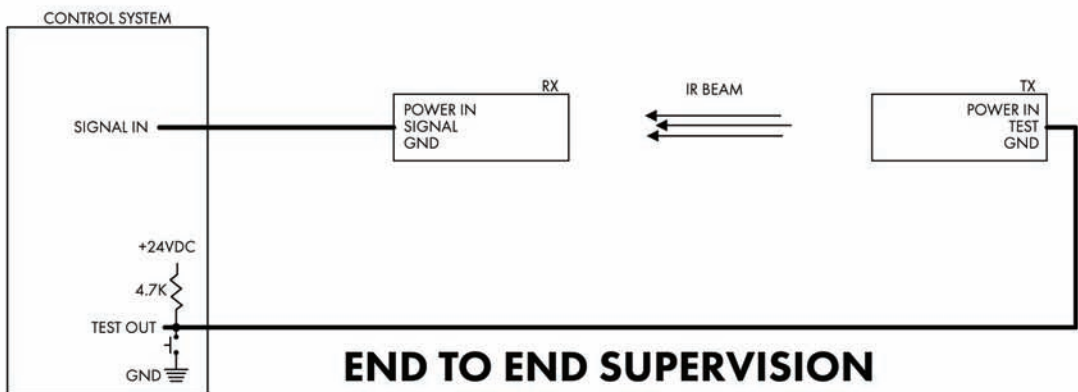 CONTROL SYSTEM
RX
IR BEAM
TX
POWER IN
SIGNAL
GND
POWER IN
TEST
GND
SIGNAL IN
+24VDC
4.7K
TEST OUT
GND
END TO END SUPERVISION